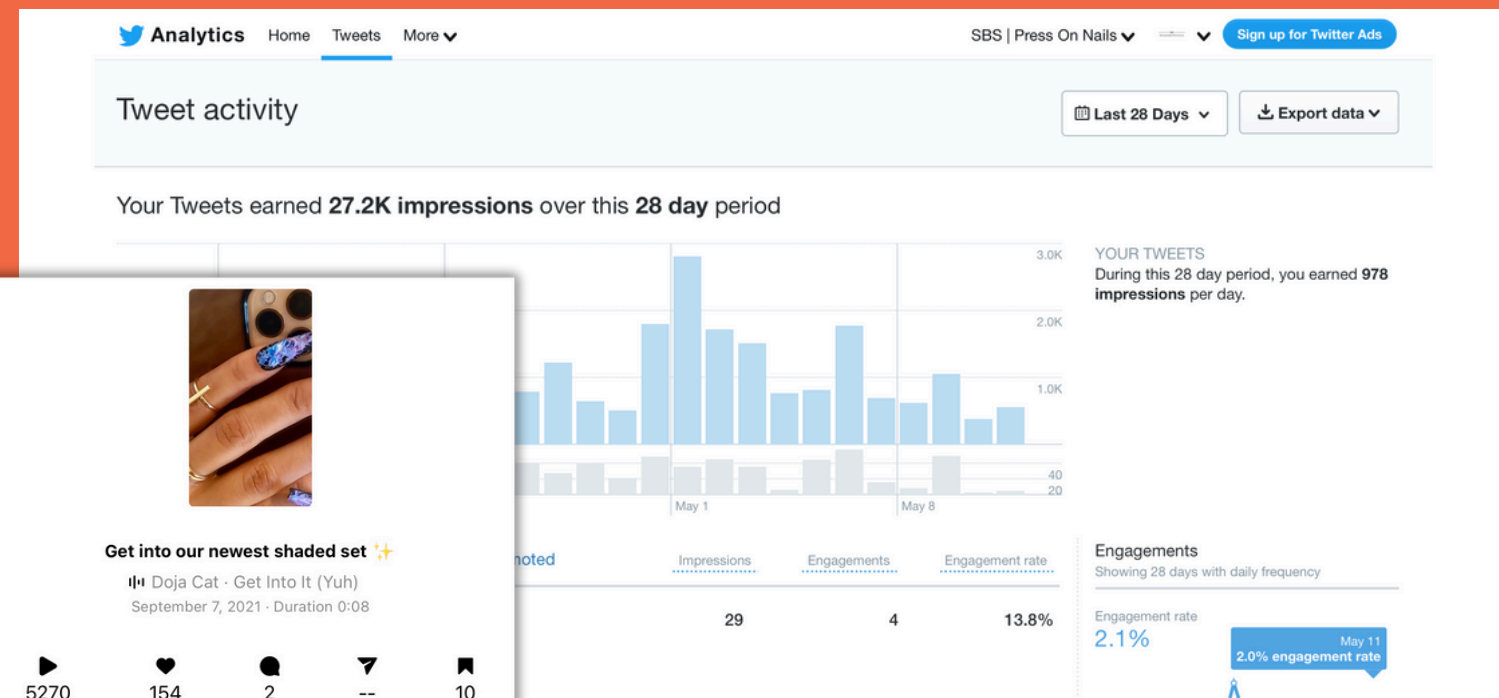 Analytics Home Tweets More
SBS | Press On Nails
Sign up for Twitter Ads
Tweet activity
Last 28 Days
Export data
Your Tweets earned 27.2K impressions over this 28 day period
3.0K
2.0K
1.0K
40
20
May 1
May 8
YOUR TWEETS
During this 28 day period, you earned 978
impressions per day.
Get into our newest shaded set ✨
Doja Cat · Get Into It (Yuh)
September 7, 2021 · Duration 0:08
5270 154 2 -- 10
moted
Impressions Engagements Engagement rate
29 4 13.8%
Engagements
Showing 28 days with daily frequency
Engagement rate
2.1%
May 11
2.0% engagement rate